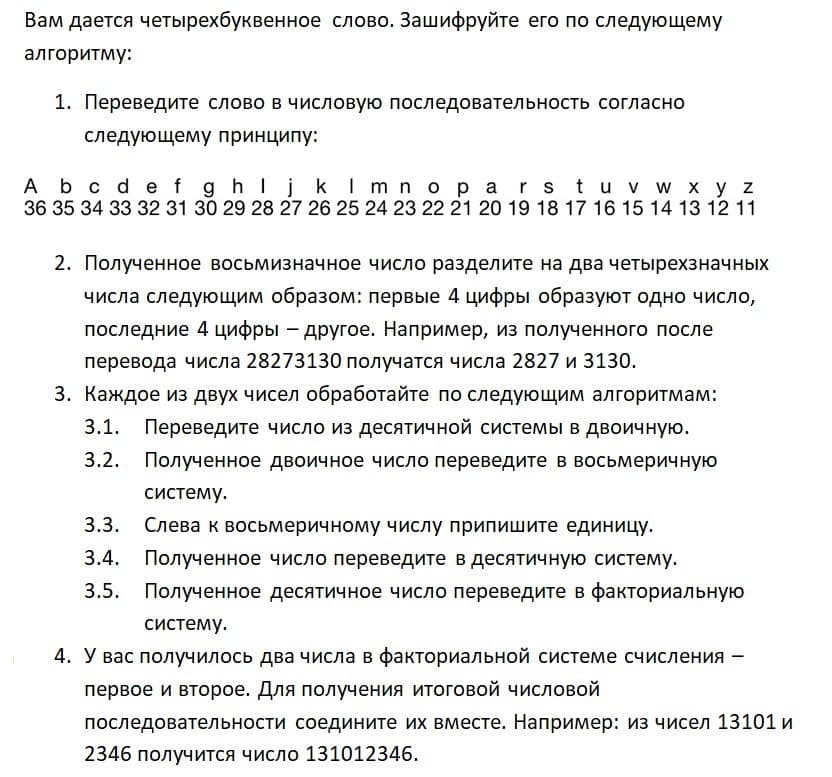 Вам дается четырехбуквенное слово. Зашифруйте его по следующему
алгоритму:
1. Переведите слово в числовую последовательность согласно
следующему принципу:
A b c d e f g h I j k l m n o p a r s t u v w x y z
36 35 34 33 32 31 30 29 28 27 26 25 24 23 22 21 20 19 18 17 16 15 14 13 12 11
2. Полученное восьмизначное число разделите на два четырехзначных
числа следующим образом: первые 4 цифры образуют одно число,
последние 4 цифры – другое. Например, из полученного после
перевода числа 28273130 получатся числа 2827 и 3130.
3. Каждое из двух чисел обработайте по следующим алгоритмам:
3.1. Переведите число из десятичной системы в двоичную.
3.2. Полученное двоичное число переведите в восьмеричную
систему.
3.3. Слева к восьмеричному числу припишите единицу.
3.4. Полученное число переведите в десятичную систему.
3.5. Полученное десятичное число переведите в факториальную
систему.
4. У вас получилось два числа в факториальной системе счисления –
первое и второе. Для получения итоговой числовой
последовательности соедините их вместе. Например: из чисел 13101 и
2346 получится число 131012346.